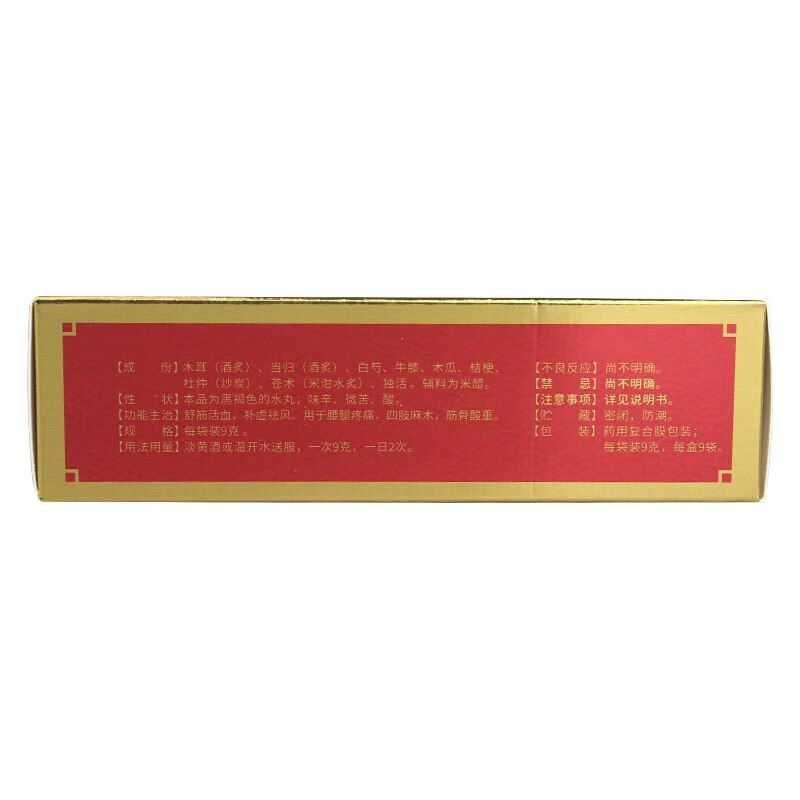 【成　份】木耳（酒炙）、当归（酒炙）、白芍、牛膝、木瓜、桔梗、
杜仲（炒炭）、苍术（米泔水炙）、独活。辅料为米醋。
【性　状】本品为黑褐色的水丸；味辛、微苦、酸。
【功能主治】舒筋活血，补虚祛风。用于腰腿疼痛，四肢麻木，筋骨酸重。
【规　格】每袋装9克。
【用法用量】淡黄酒或温开水送服，一次9克，一日2次。
【不良反应】尚不明确。
【禁　忌】尚不明确。
【注意事项】详见说明书。
【贮　藏】密闭，防潮。
【包　装】药用复合膜包装；
每袋装9克，每盒9袋。